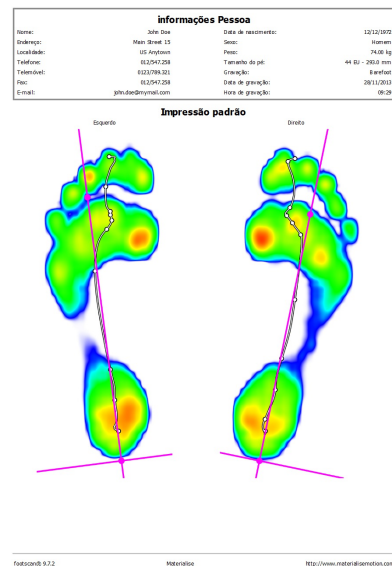 informações Pessoa
Nome: John Doe Data de nascimento: 12/12/1972
Endereço: Main Street 15 Sexo: Homem
Localidade: US Anytown Peso: 74.00 kg
Telefone: 012/547.258 Tamanho do pé: 44 EU - 293.0 mm
Telemóvel: 0123/789.321 Gravação: Barefoot
Fax: 012/547.258 Data de gravação: 28/11/2013
E-mail: john.doe@mymail.com Hora de gravação: 09:29
Impressão padrão
Esquerdo Direito
footscan® 9.7.2 Materialise http://www.materialisemotion.com